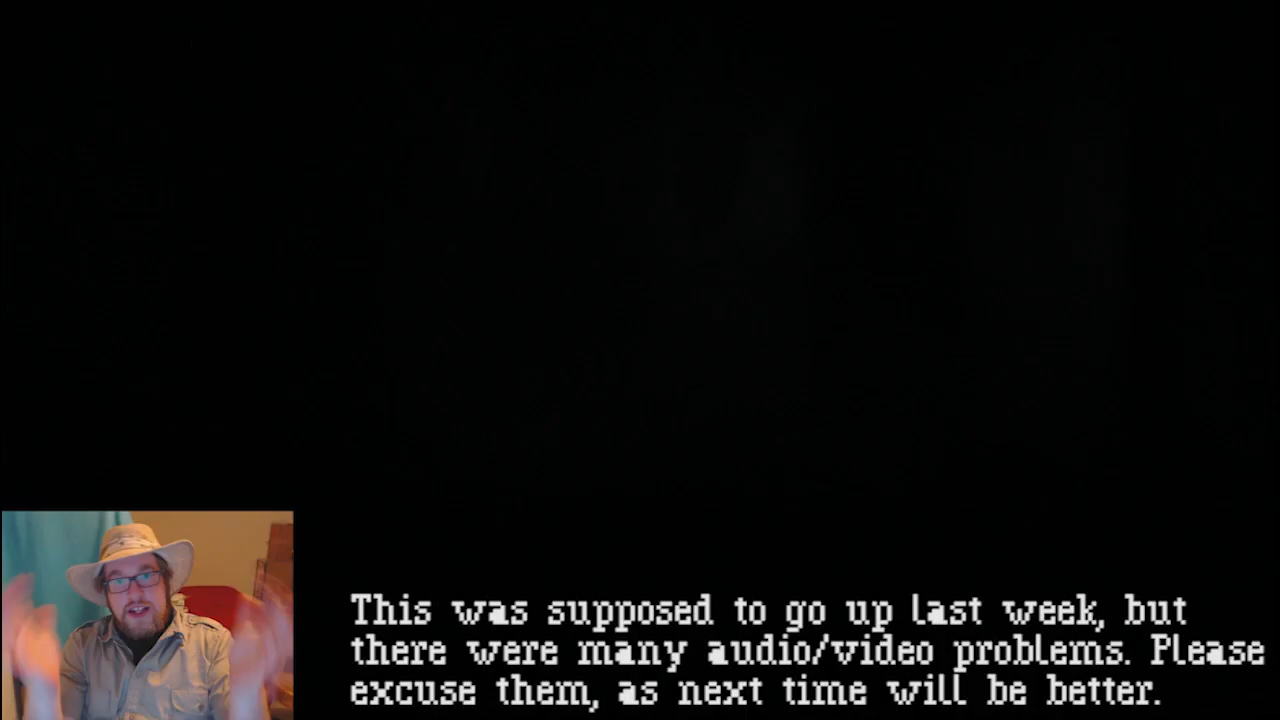 This was supposed to go up last week, but
there were many audio/video problems. Please
excuse them, as next time will be better.